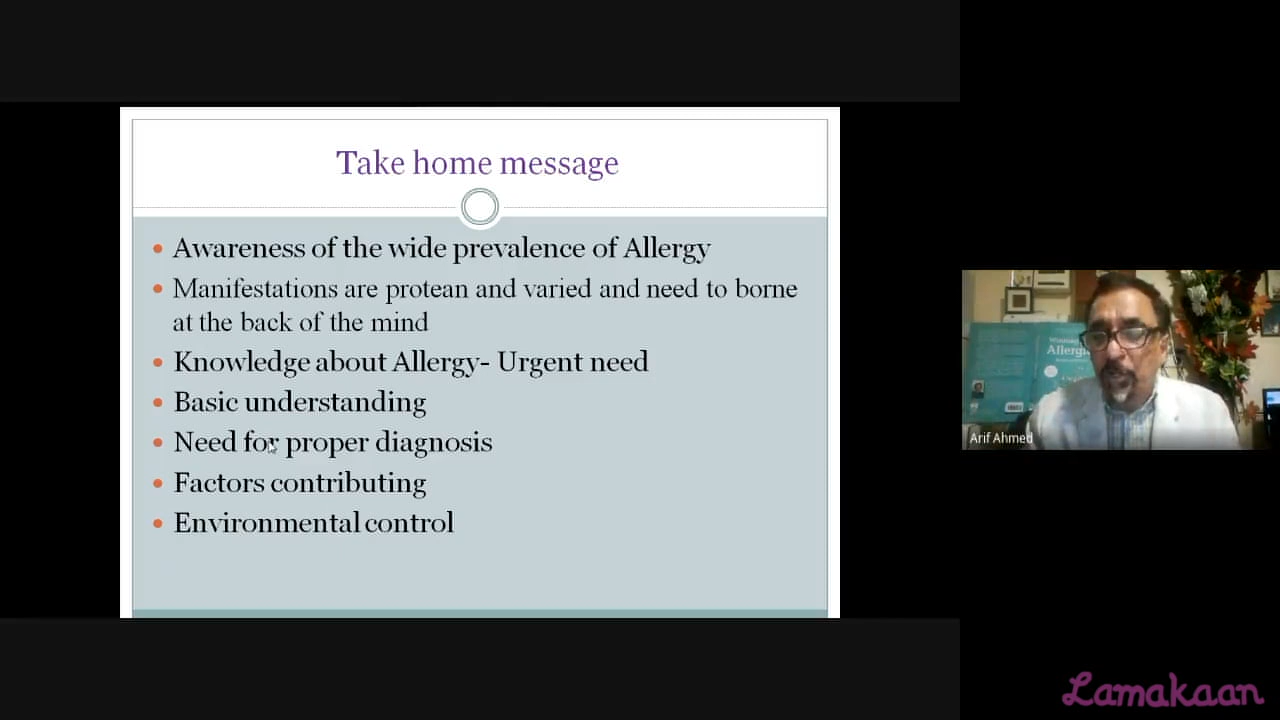 Take home message
Awareness of the wide prevalence of Allergy
Manifestations are protean and varied and need to borne
at the back of the mind
Knowledge about Allergy- Urgent need
Basic understanding
Need for proper diagnosis
Factors contributing
Environmental control
Allergi
Arif Ahmed
Lamakaan